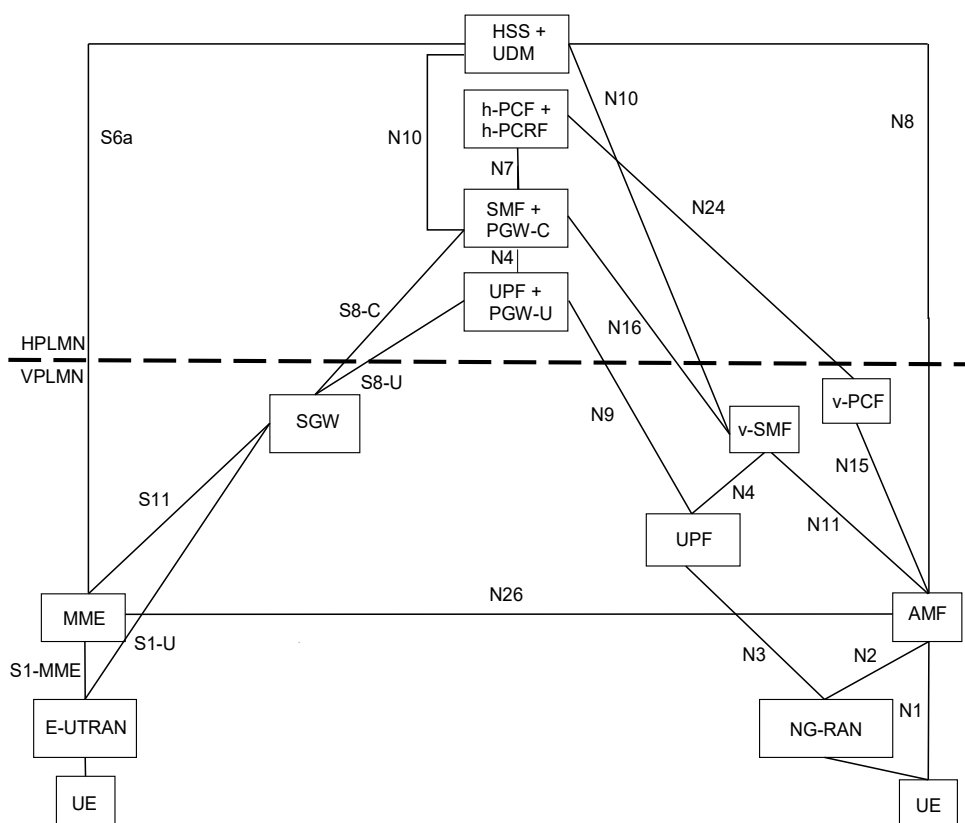 HSS +
UDM
N10
h-PCF +
h-PCRF
S6a
N10
N8
N7
N24
SMF +
PGW-C
N4
S8-C
UPF +
PGW-U
N16
HPLMN
VPLMN
S8-U
v-PCF
SGW
N9
v-SMF
N15
S11
N4
N11
UPF
N26
MME
AMF
S1-U
N3
N2
S1-MME
E-UTRAN
NG-RAN
N1
UE
UE